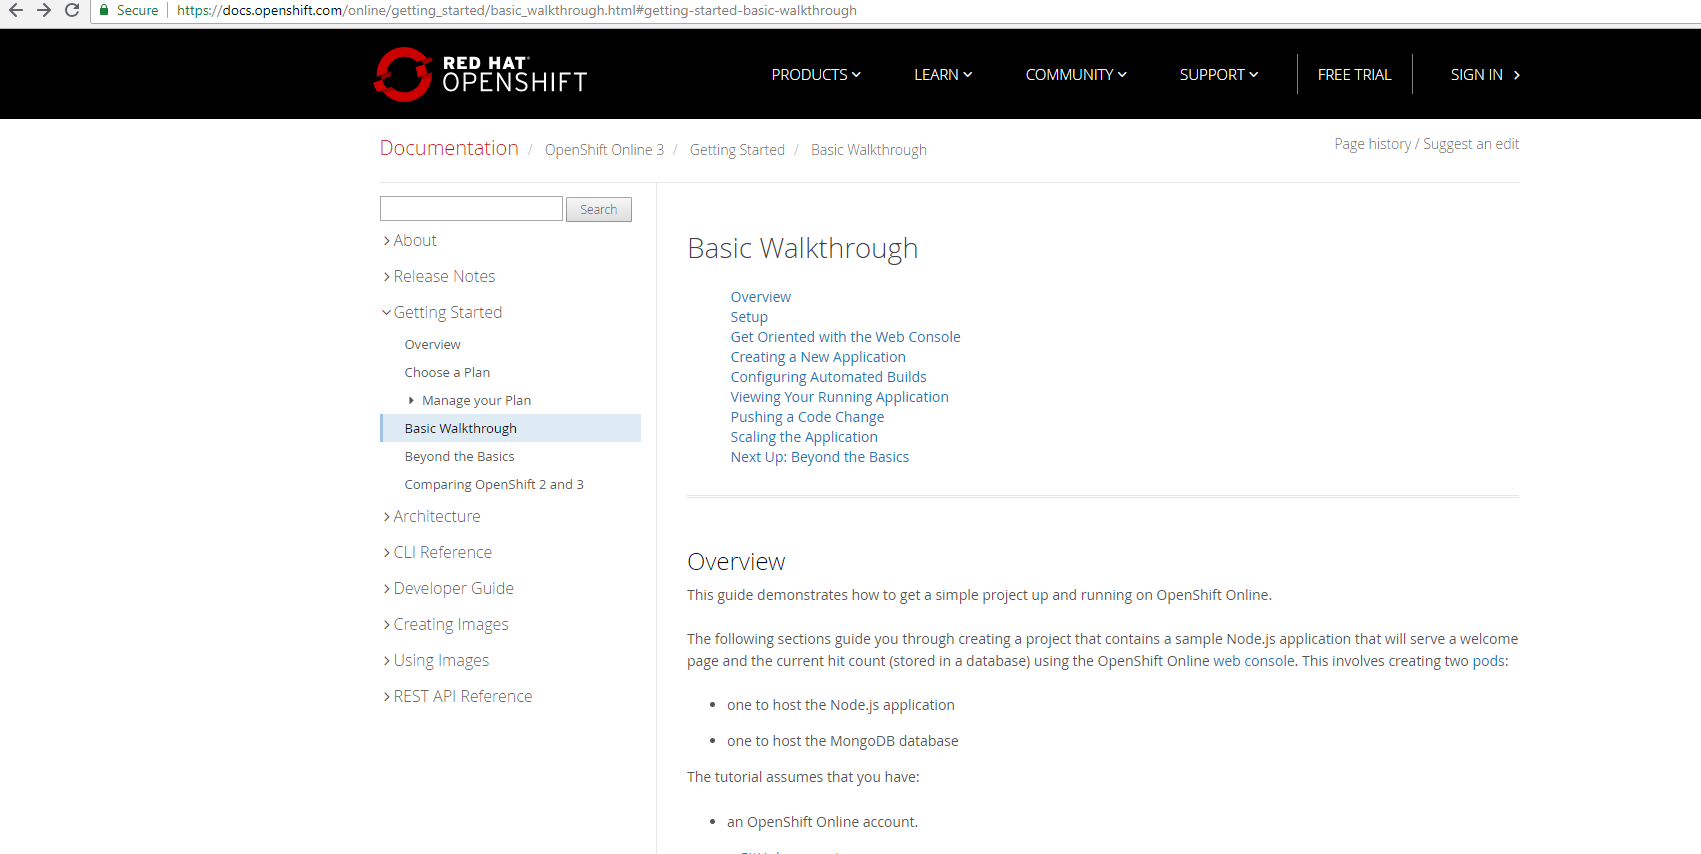 Secure https://docs.openshift.com/online/getting_started/basic_walkthrough.html#getting-started-basic-walkthrough
RED HAT®
OPENSHIFT
PRODUCTS LEARN COMMUNITY SUPPORT FREE TRIAL SIGN IN
Documentation / OpenShift Online 3 / Getting Started / Basic Walkthrough
Page history / Suggest an edit
Search
About
Release Notes
Getting Started
Overview
Choose a Plan
Manage your Plan
Basic Walkthrough
Beyond the Basics
Comparing OpenShift 2 and 3
Architecture
CLI Reference
Developer Guide
Creating Images
Using Images
REST API Reference
Basic Walkthrough
Overview
Setup
Get Oriented with the Web Console
Creating a New Application
Configuring Automated Builds
Viewing Your Running Application
Pushing a Code Change
Scaling the Application
Next Up: Beyond the Basics
Overview
This guide demonstrates how to get a simple project up and running on OpenShift Online.
The following sections guide you through creating a project that contains a sample Node.js application that will serve a welcome
page and the current hit count (stored in a database) using the OpenShift Online web console. This involves creating two pods:
• one to host the Node.js application
• one to host the MongoDB database
The tutorial assumes that you have:
• an OpenShift Online account.